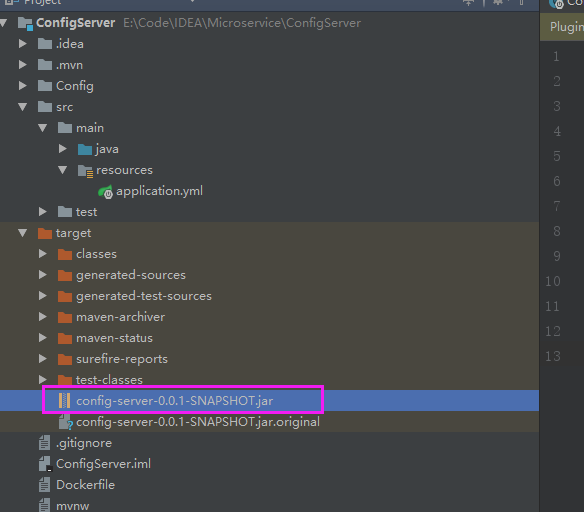 Project
ConfigServer E:\Code\IDEA\Microservice\ConfigServer
.idea
.mvn
Config
src
main
java
resources
application.yml
test
target
classes
generated-sources
generated-test-sources
maven-archiver
maven-status
surefire-reports
test-classes
config-server-0.0.1-SNAPSHOT.jar
config-server-0.0.1-SNAPSHOT.jar.original
.gitignore
ConfigServer.iml
Dockerfile
mvnw
Co
Plugin
1
2
3
4
5
6
7
8
9
10
11
12
13